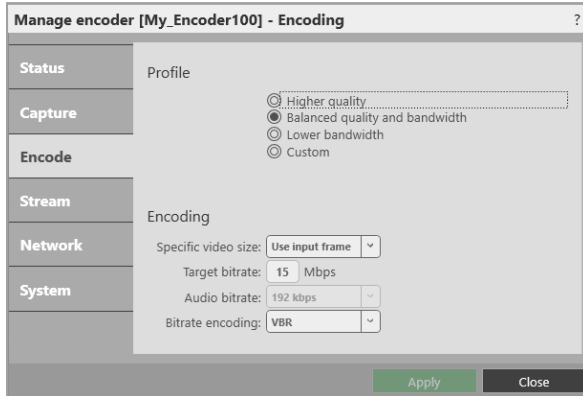 Manage encoder [My_Encoder100] - Encoding ?
Status
Capture
Encode
Stream
Network
System
Profile
Higher quality
Balanced quality and bandwidth
Lower bandwidth
Custom
Encoding
Specific video size: Use input frame
Target bitrate: 15 Mbps
Audio bitrate: 192 kbps
Bitrate encoding: VBR
Apply Close